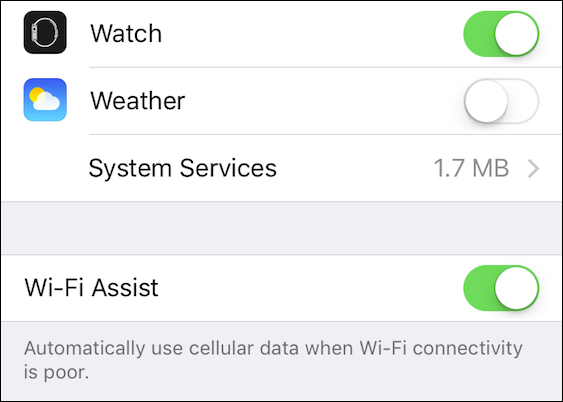 Watch
Weather
System Services 1.7 MB
Wi-Fi Assist
Automatically use cellular data when Wi-Fi connectivity
is poor.